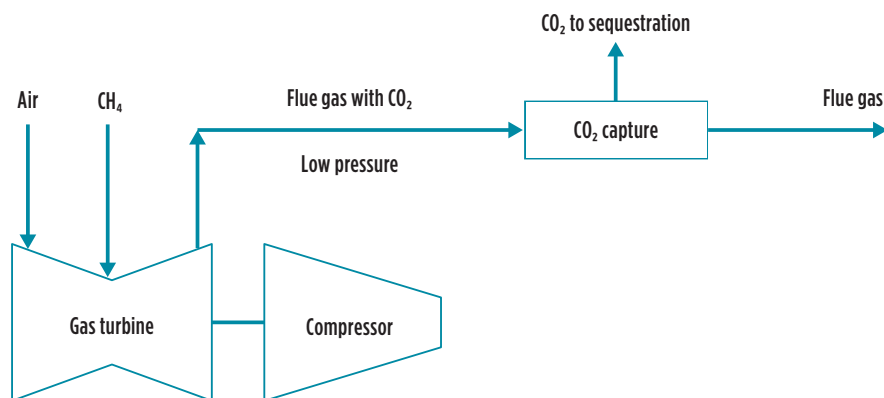 CO₂ to sequestration
Air
CH₄
Flue gas with CO₂
Flue gas
CO₂ capture
Low pressure
Gas turbine
Compressor